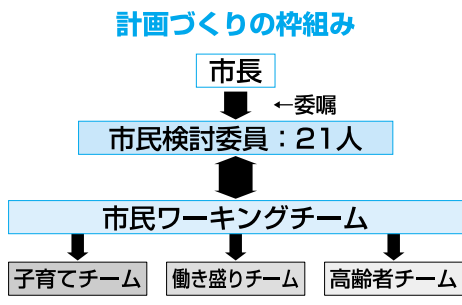 計画づくりの枠組み
市長
←委嘱
市民検討委員：21人
市民ワーキングチーム
子育てチーム
働き盛りチーム
高齢者チーム